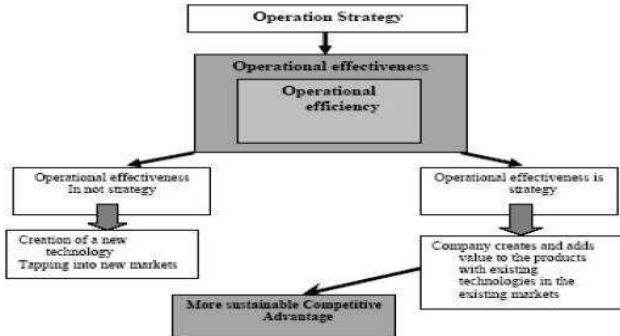 Operation Strategy
Operational effectiveness
Operational
efficiency
Operational effectiveness
In not strategy
Operational effectiveness is
strategy
Creation of a new
technology
Tapping into new markets
Company creates and adds
value to the products
with existing
technologies in the
existing markets
More sustainable Competitive
Advantage